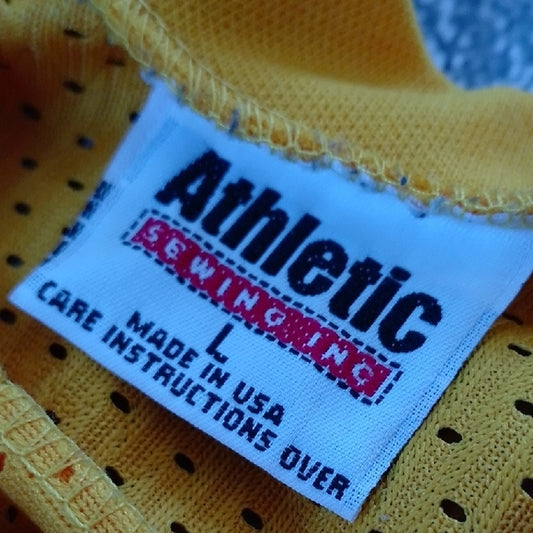 Athletic
SEWING INC
L
MADE IN USA
CARE INSTRUCTIONS OVER